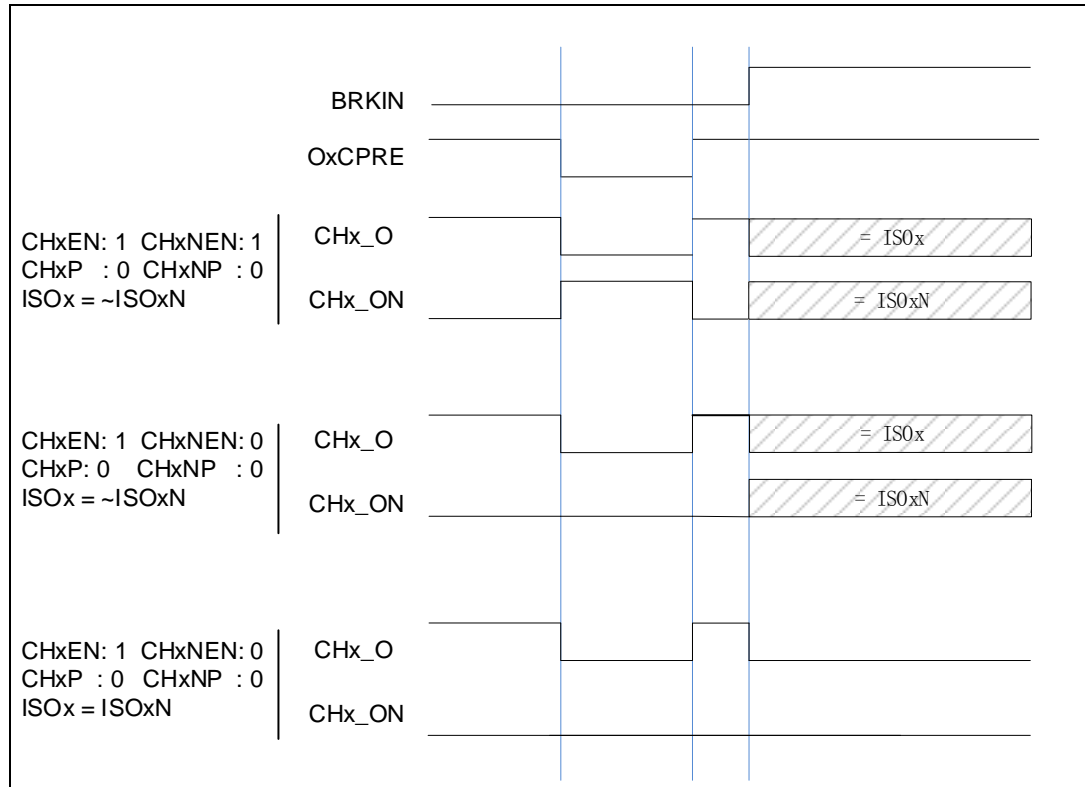 BRKIN
OxCPRE
CHxEN: 1 CHxNEN: 1
CHxP : 0 CHxNP : 0
ISOx = ~ISOxN
CHx_O
= ISOx
CHx_ON
= ISOxN
CHxEN: 1 CHxNEN: 0
CHxP: 0 CHxNP : 0
ISOx = ~ISOxN
CHx_O
= ISOx
CHx_ON
= ISOxN
CHxEN: 1 CHxNEN: 0
CHxP : 0 CHxNP : 0
ISOx = ISOxN
CHx_O
CHx_ON